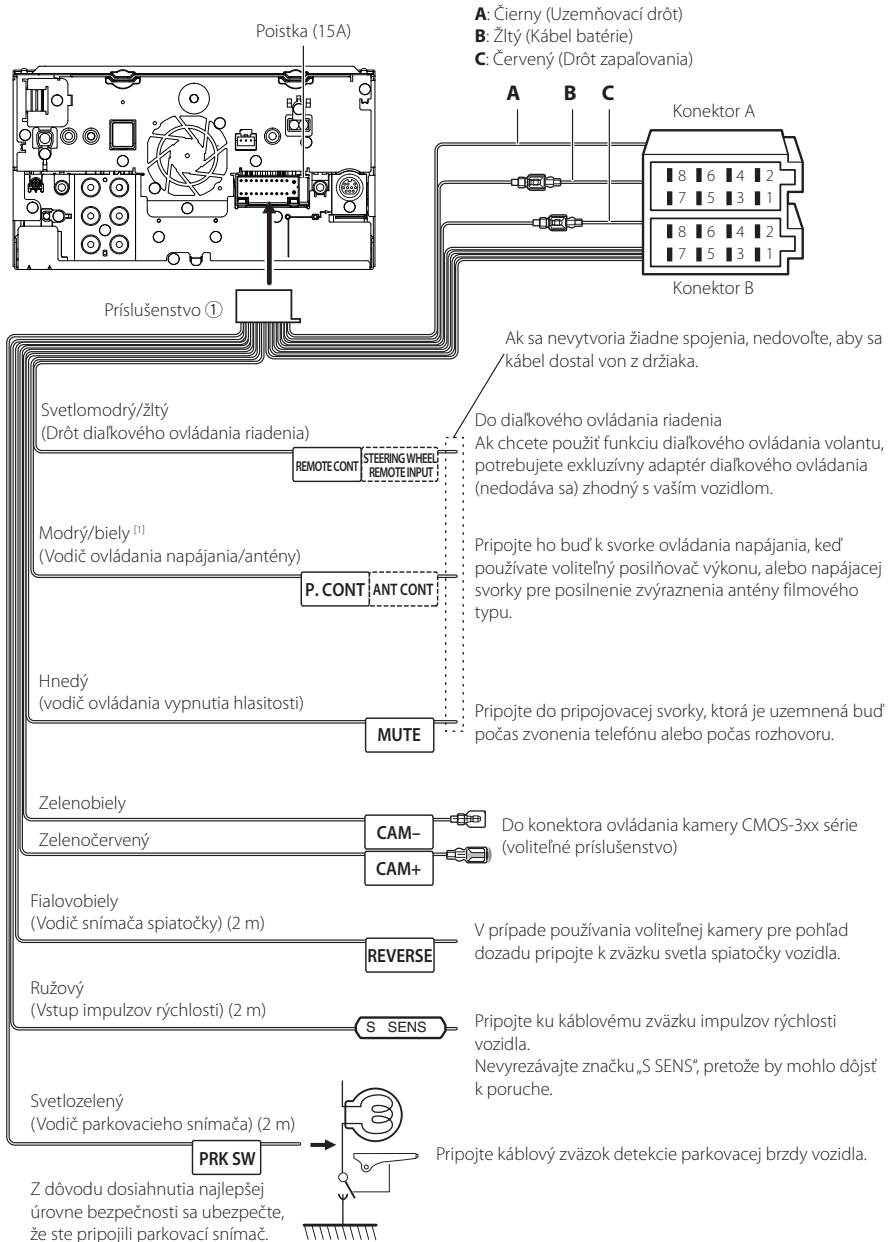 A: Čierny (Uzemňovací drôt)
B: Žltý (Kábel batérie)
C: Červený (Drôt zapaľovania)
Poistka (15A)
A B C
Konektor A
8 6 4 2
7 5 3 1
8 6 4 2
7 5 3 1
Konektor B
Príslušenstvo ①
Ak sa nevytvoria žiadne spojenia, nedovoľte, aby sa
kábel dostal von z držiaka.
Svetlomodrý/žltý
(Drôt diaľkového ovládania riadenia)
REMOTE CONT
STEERING WHEEL
REMOTE INPUT
Do diaľkového ovládania riadenia
Ak chcete použiť funkciu diaľkového ovládania volantu,
potrebujete exkluzívny adaptér diaľkového ovládania
(nedodáva sa) zhodný s vaším vozidlom.
Modrý/biely [1]
(Vodič ovládania napájania/antény)
P. CONT ANT CONT
Pripojte ho buď k svorke ovládania napájania, keď
používate voliteľný posilňovač výkonu, alebo napájacej
svorky pre posilnenie zvýraznenia antény filmového
typu.
Hnedý
(vodič ovládania vypnutia hlasitosti)
MUTE
Pripojte do pripojovacej svorky, ktorá je uzemnená buď
počas zvonenia telefónu alebo počas rozhovoru.
Zelenobiely
CAM–
Zelenočervený
CAM+
Do konektora ovládania kamery CMOS-3xx série
(voliteľné príslušenstvo)
Fialovobiely
(Vodič snímača spiatočky) (2 m)
REVERSE
V prípade používania voliteľnej kamery pre pohľad
dozadu pripojte k zväzku svetla spiatočky vozidla.
Ružový
(Vstup impulzov rýchlosti) (2 m)
S SENS
Pripojte ku káblovému zväzku impulzov rýchlosti
vozidla.
Nevyrezávajte značku „S SENS“, pretože by mohlo dôjsť
k poruche.
Svetlozelený
(Vodič parkovacieho snímača) (2 m)
PRK SW
Pripojte káblový zväzok detekcie parkovacej brzdy vozidla.
Z dôvodu dosiahnutia najlepšej
úrovne bezpečnosti sa ubezpečte,
že ste pripojili parkovací snímač.